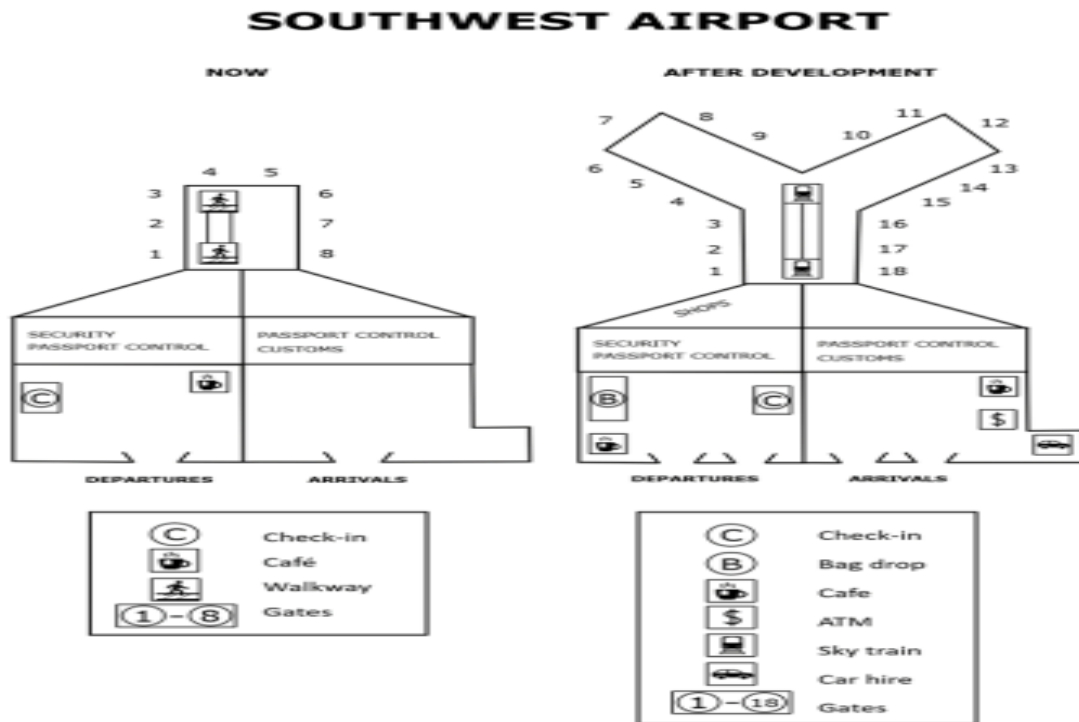 SOUTHWEST AIRPORT
NOW
4 5
3 6
2 7
1 8
SECURITY
PASSPORT CONTROL
PASSPORT CONTROL
CUSTOMS
C
DEPARTURES ARRIVALS
C Check-in
Café
Walkway
1 - 8 Gates
AFTER DEVELOPMENT
7 8 9 10 11 12
6 13
5 14
4 15
3 16
2 17
1 18
SHOPS
SECURITY
PASSPORT CONTROL
PASSPORT CONTROL
CUSTOMS
B C
$
DEPARTURES ARRIVALS
C Check-in
B Bag drop
Cafe
$ ATM
Sky train
Car hire
1 - 18 Gates